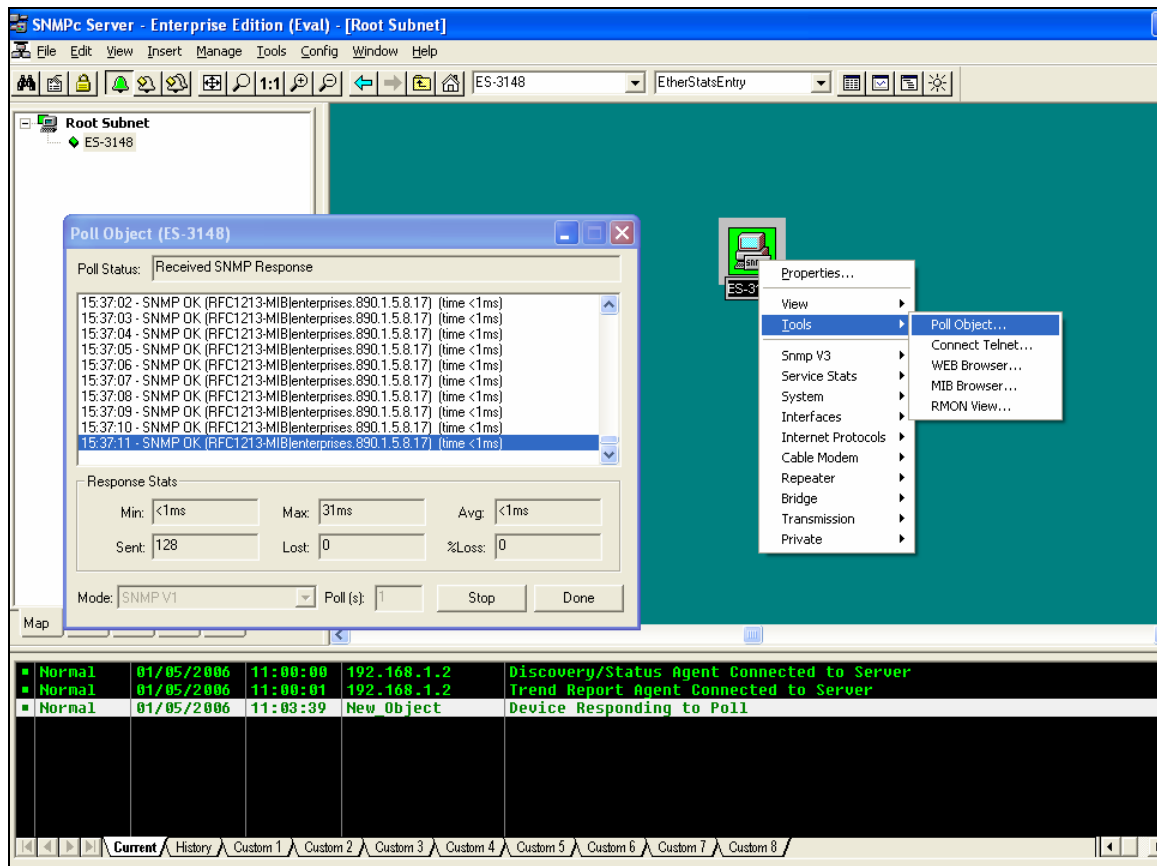 SNMPc Server - Enterprise Edition (Eval) - [Root Subnet]
File Edit View Insert Manage Tools Config Window Help
1:1 ES-3148 EtherStatsEntry
Root Subnet
ES-3148
Poll Object (ES-3148)
Poll Status: Received SNMP Response
15:37:02 - SNMP OK (RFC1213-MIB|enterprises.890.1.5.8.17) (time <1ms)
15:37:03 - SNMP OK (RFC1213-MIB|enterprises.890.1.5.8.17) (time <1ms)
15:37:04 - SNMP OK (RFC1213-MIB|enterprises.890.1.5.8.17) (time <1ms)
15:37:05 - SNMP OK (RFC1213-MIB|enterprises.890.1.5.8.17) (time <1ms)
15:37:06 - SNMP OK (RFC1213-MIB|enterprises.890.1.5.8.17) (time <1ms)
15:37:07 - SNMP OK (RFC1213-MIB|enterprises.890.1.5.8.17) (time <1ms)
15:37:08 - SNMP OK (RFC1213-MIB|enterprises.890.1.5.8.17) (time <1ms)
15:37:09 - SNMP OK (RFC1213-MIB|enterprises.890.1.5.8.17) (time <1ms)
15:37:10 - SNMP OK (RFC1213-MIB|enterprises.890.1.5.8.17) (time <1ms)
15:37:11 - SNMP OK (RFC1213-MIB|enterprises.890.1.5.8.17) (time <1ms)
Response Stats
Min: <1ms Max: 31ms Avg: <1ms
Sent: 128 Lost: 0 %Loss: 0
Mode: SNMP V1 Poll (s): 1 Stop Done
Map
Properties...
View
Tools
Snmp V3
Service Stats
System
Interfaces
Internet Protocols
Cable Modem
Repeater
Bridge
Transmission
Private
Poll Object...
Connect Telnet...
WEB Browser...
MIB Browser...
RMON View...
Normal 01/05/2006 11:00:00 192.168.1.2 Discovery/Status Agent Connected to Server
Normal 01/05/2006 11:00:01 192.168.1.2 Trend Report Agent Connected to Server
Normal 01/05/2006 11:03:39 New_Object Device Responding to Poll
Current History Custom 1 Custom 2 Custom 3 Custom 4 Custom 5 Custom 6 Custom 7 Custom 8